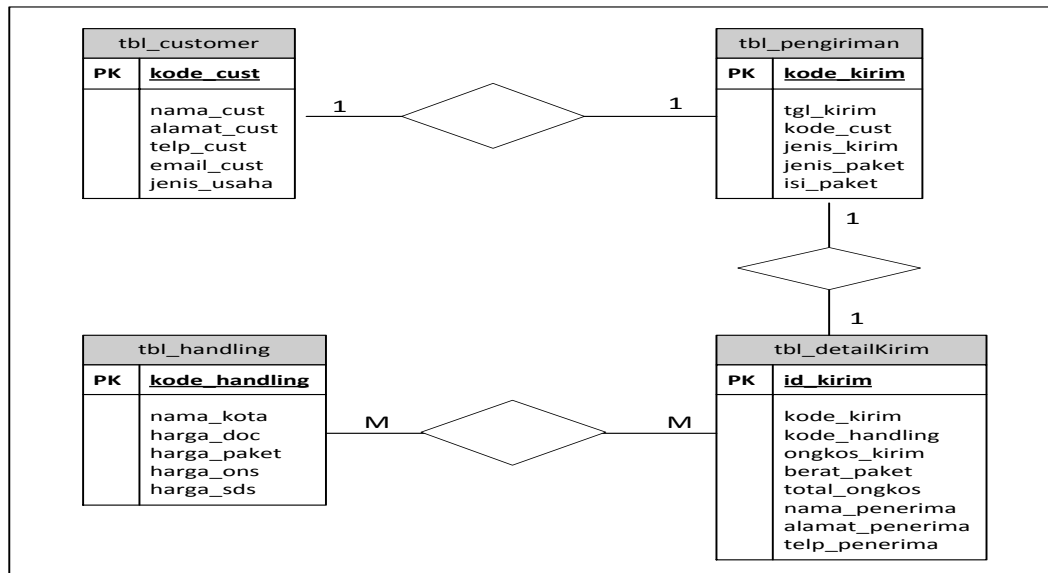 tbl_customer
PK kode_cust
nama_cust
alamat_cust
telp_cust
email_cust
jenis_usaha
1
1
tbl_pengiriman
PK kode_kirim
tgl_kirim
kode_cust
jenis_kirim
jenis_paket
isi_paket
1
1
tbl_handling
PK kode_handling
nama_kota
harga_doc
harga_paket
harga_ons
harga_sds
M
M
tbl_detailKirim
PK id_kirim
kode_kirim
kode_handling
ongkos_kirim
berat_paket
total_ongkos
nama_penerima
alamat_penerima
telp_penerima